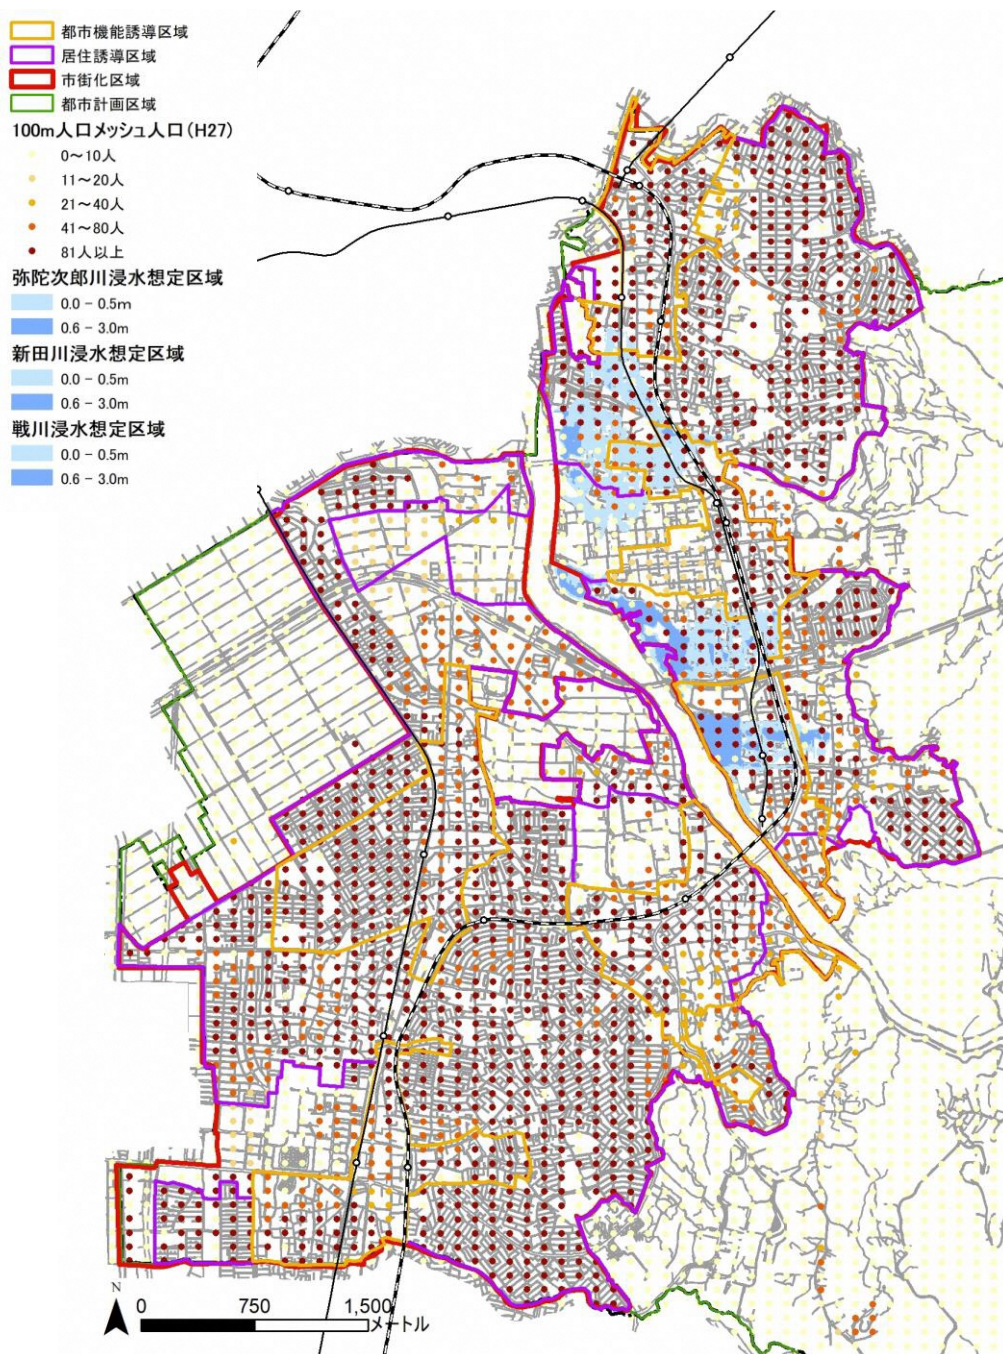 都市機能誘導区域
居住誘導区域
市街化区域
都市計画区域
100m人口メッシュ人口(H27)
0～10人
11～20人
21～40人
41～80人
81人以上
弥陀次郎川浸水想定区域
0.0 - 0.5m
0.6 - 3.0m
新田川浸水想定区域
0.0 - 0.5m
0.6 - 3.0m
戦川浸水想定区域
0.0 - 0.5m
0.6 - 3.0m
N
0 750 1,500
メートル